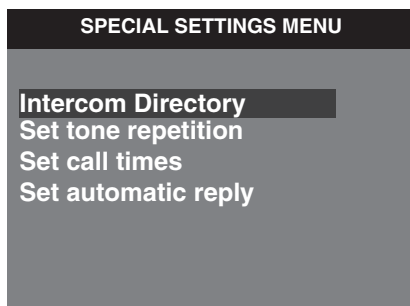 SPECIAL SETTINGS MENU
Intercom Directory
Set tone repetition
Set call times
Set automatic reply